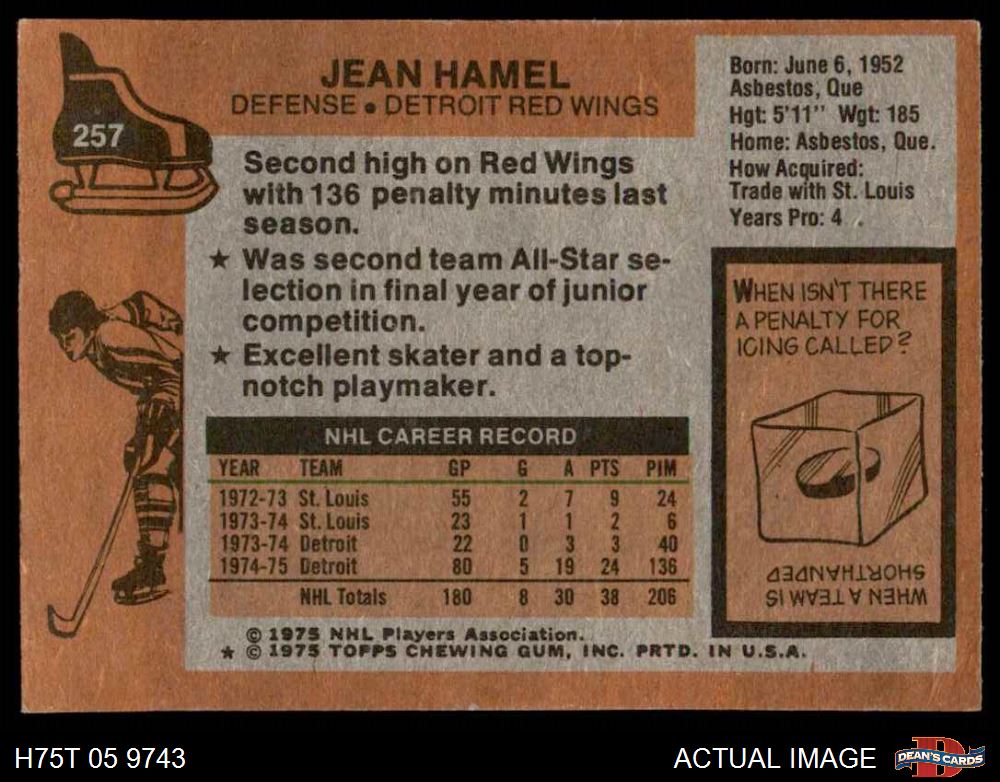 257
JEAN HAMEL
DEFENSE • DETROIT RED WINGS
Second high on Red Wings
with 136 penalty minutes last
season.
★ Was second team All-Star se-
lection in final year of junior
competition.
★ Excellent skater and a top-
notch playmaker.
Born: June 6, 1952
Asbestos, Que
Hgt: 5'11" Wgt: 185
Home: Asbestos, Que.
How Acquired:
Trade with St. Louis
Years Pro: 4
WHEN ISN'T THERE
A PENALTY FOR
ICING CALLED?
WHEN A TEAM IS
SHORTHANDED
NHL CAREER RECORD
YEAR TEAM GP G A PTS PIM
1972-73 St. Louis 55 2 7 9 24
1973-74 St. Louis 23 1 1 2 6
1973-74 Detroit 22 0 3 3 40
1974-75 Detroit 80 5 19 24 136
NHL Totals 180 8 30 38 206
© 1975 NHL Players Association.
★ © 1975 TOPPS CHEWING GUM, INC. PRTD. IN U.S.A.
H75T 05 9743
ACTUAL IMAGE
D
DEAN'S CARDS